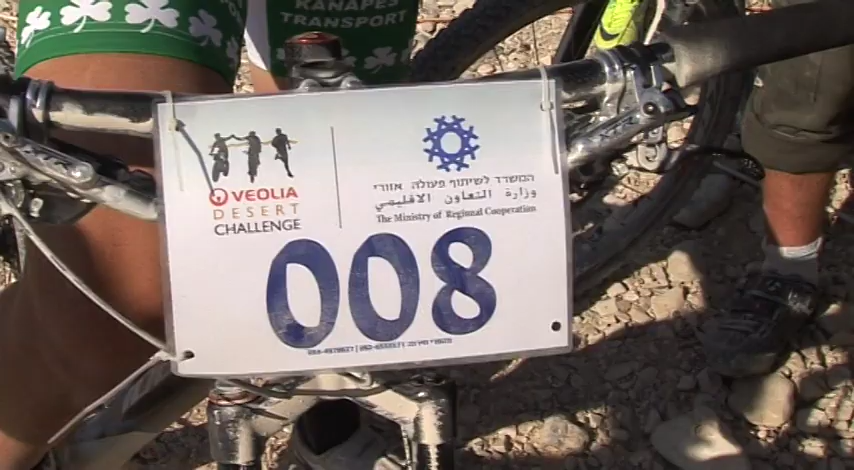 KANAPES
TRANSPORT
VEOLIA
DESERT
CHALLENGE
המשרד לשיתוף פעולה אזורי
وزارة التعاون الاقليمي
The Ministry of Regional Cooperation
008